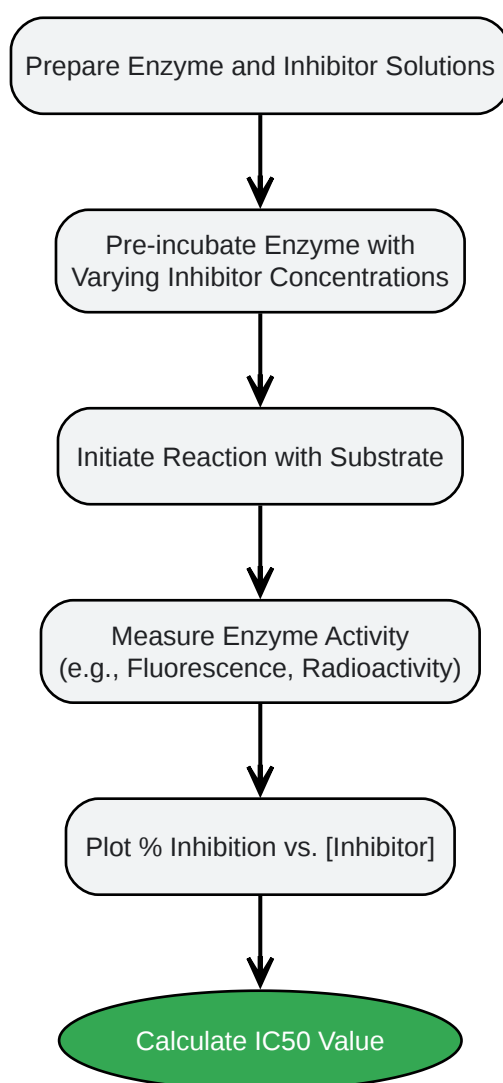 Prepare Enzyme and Inhibitor Solutions
Pre-incubate Enzyme with
Varying Inhibitor Concentrations
Initiate Reaction with Substrate
Measure Enzyme Activity
(e.g., Fluorescence, Radioactivity)
Plot % Inhibition vs. [Inhibitor]
Calculate IC50 Value